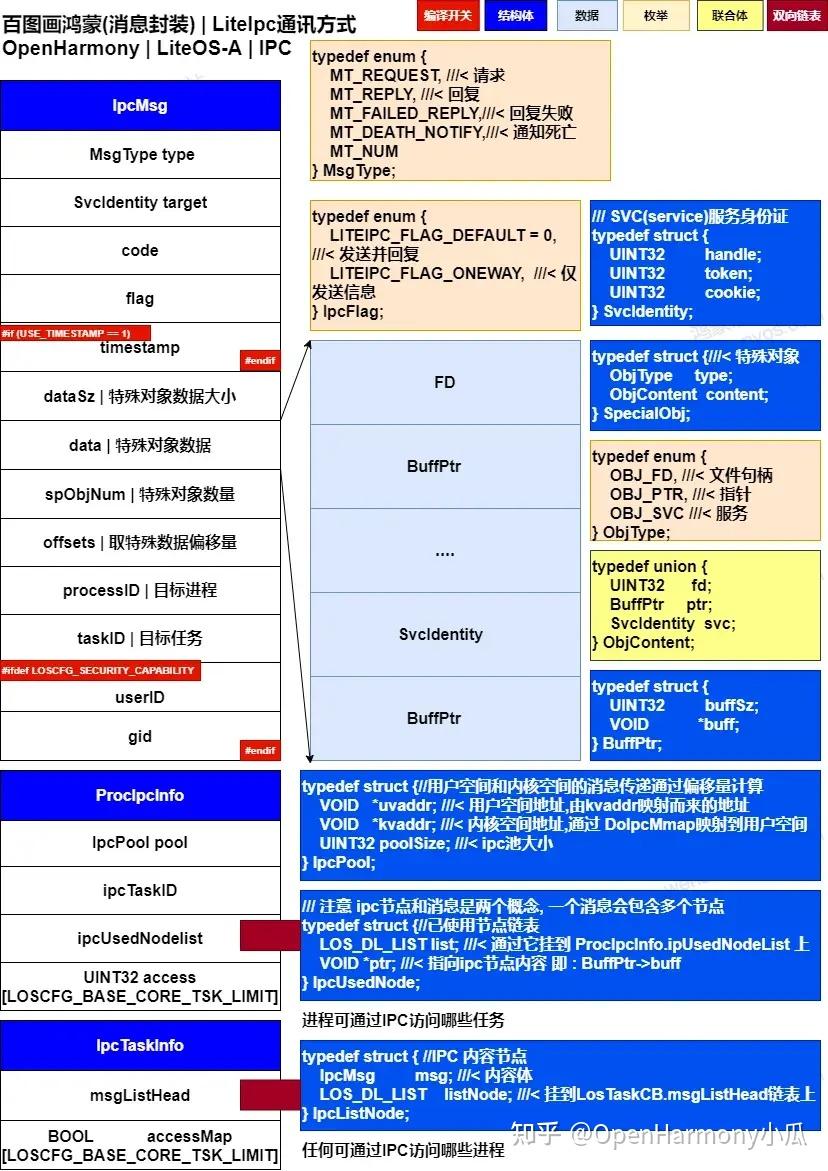 百图画鸿蒙(消息封装) | LiteIpc通讯方式
OpenHarmony | LiteOS-A | IPC
编译开关
结构体
数据
枚举
联合体
双向链表
IpcMsg
MsgType type
SvcIdentity target
code
flag
#if (USE_TIMESTAMP == 1)
timestamp
#endif
dataSz | 特殊对象数据大小
data | 特殊对象数据
spObjNum | 特殊对象数量
offsets | 取特殊数据偏移量
processID | 目标进程
taskID | 目标任务
#ifdef LOSCFG_SECURITY_CAPABILITY
userID
gid
#endif
typedef enum {
MT_REQUEST, ///< 请求
MT_REPLY, ///< 回复
MT_FAILED_REPLY,///< 回复失败
MT_DEATH_NOTIFY,///< 通知死亡
MT_NUM
} MsgType;
typedef enum {
LITEIPC_FLAG_DEFAULT = 0,
///< 发送并回复
LITEIPC_FLAG_ONEWAY, ///< 仅
发送信息
} IpcFlag;
/// SVC(service)服务身份证
typedef struct {
UINT32 handle;
UINT32 token;
UINT32 cookie;
} SvcIdentity;
FD
BuffPtr
....
SvcIdentity
BuffPtr
typedef struct {///< 特殊对象
ObjType type;
ObjContent content;
} SpecialObj;
typedef enum {
OBJ_FD, ///< 文件句柄
OBJ_PTR, ///< 指针
OBJ_SVC ///< 服务
} ObjType;
typedef union {
UINT32 fd;
BuffPtr ptr;
SvcIdentity svc;
} ObjContent;
typedef struct {
UINT32 buffSz;
VOID *buff;
} BuffPtr;
ProcIpcInfo
IpcPool pool
ipcTaskID
ipcUsedNodelist
UINT32 access
[LOSCFG_BASE_CORE_TSK_LIMIT]
typedef struct {//用户空间和内核空间的消息传递通过偏移量计算
VOID *uvaddr; ///< 用户空间地址,由kvaddr映射而来的地址
VOID *kvaddr; ///< 内核空间地址,通过 DoIpcMmap映射到用户空间
UINT32 poolSize; ///< ipc池大小
} IpcPool;
/// 注意 ipc节点和消息是两个概念, 一个消息会包含多个节点
typedef struct {//已使用节点链表
LOS_DL_LIST list; ///< 通过它挂到 ProcIpcInfo.ipUsedNodeList 上
VOID *ptr; ///< 指向ipc节点内容 即 : BuffPtr->buff
} IpcUsedNode;
进程可通过IPC访问哪些任务
IpcTaskInfo
msgListHead
BOOL accessMap
[LOSCFG_BASE_CORE_TSK_LIMIT]
typedef struct { //IPC 内容节点
IpcMsg msg; ///< 内容体
LOS_DL_LIST listNode; ///< 挂到LosTaskCB.msgListHead链表上
} IpcListNode;
任何可通过IPC访问哪些进程
知乎 @OpenHarmony小瓜